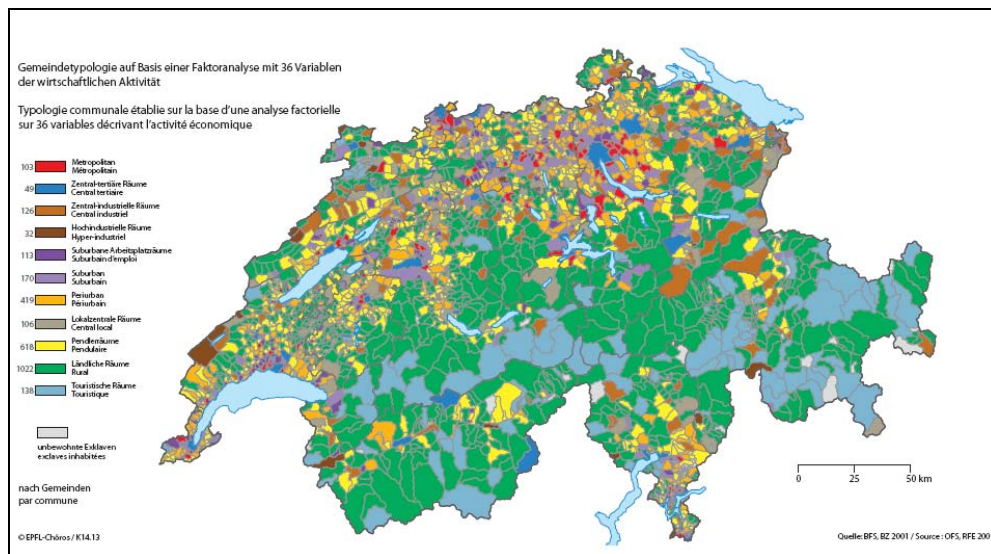 Gemeindetypologie auf Basis einer Faktoranalyse mit 36 Variablen
der wirtschaftlichen Aktivität
Typologie communale établie sur la base d'une analyse factorielle
sur 36 variables décrivant l'activité économique
103 Metropolitan
Métropolitain
49 Zentral-tertiäre Räume
Central tertiaire
126 Zentral-industrielle Räume
Central industriel
32 Hochindustrielle Räume
Hyper-industriel
113 Suburbane Arbeitsplatzräume
Suburbain d'emploi
170 Suburban
Suburbain
419 Periurban
Périurbain
106 Lokalzentrale Räume
Central local
618 Pendlerräume
Pendulaire
1022 Ländliche Räume
Rural
138 Touristische Räume
Touristique
unbewohnte Exklaven
exclaves inhabitées
nach Gemeinden
par commune
0 25 50 km
© EPFL-Chôros / K14.13
Quelle: BFS, BZ 2001 / Source : OFS, RFE 200